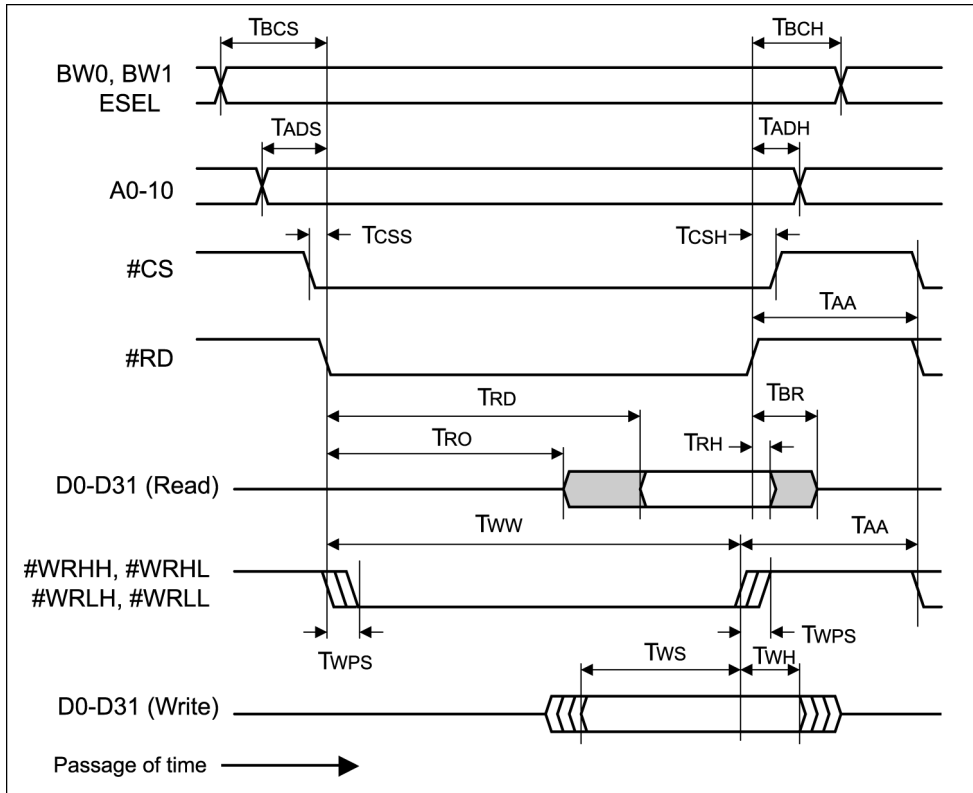 TBCS
TBCH
BW0, BW1
ESEL
TADS
TADH
A0-10
TCSS
TCSH
#CS
TAA
#RD
TRD
TBR
TRO
TRH
D0-D31 (Read)
TWW
TAA
#WRHH, #WRHL
#WRLH, #WRLL
TWPS
TWPS
TWS
TWH
D0-D31 (Write)
Passage of time